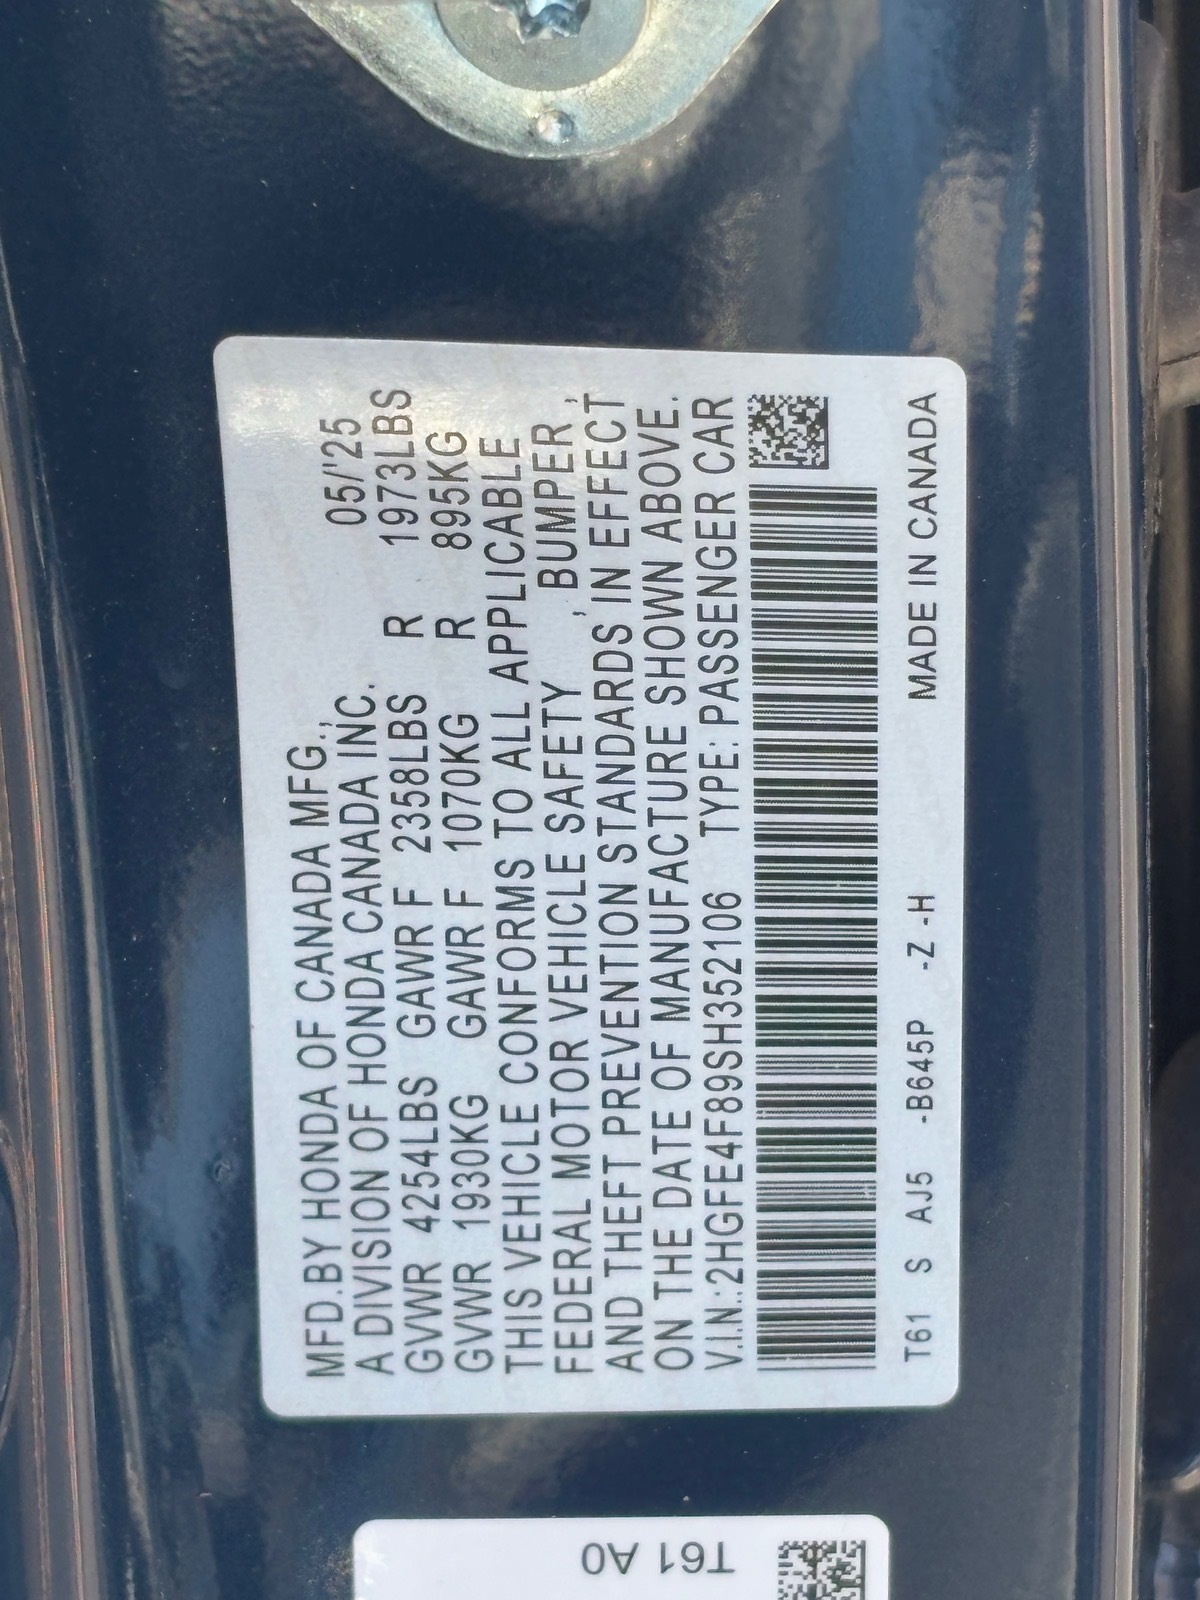 MFD.BY HONDA OF CANADA MFG.,
A DIVISION OF HONDA CANADA INC. 05/'25
GVWR 4254LBS GAWR F 2358LBS R 1973LBS
GVWR 1930KG GAWR F 1070KG R 895KG
THIS VEHICLE CONFORMS TO ALL APPLICABLE
FEDERAL MOTOR VEHICLE SAFETY , BUMPER ,
AND THEFT PREVENTION STANDARDS IN EFFECT
ON THE DATE OF MANUFACTURE SHOWN ABOVE.
V.I.N.:2HGFE4F89SH352106 TYPE: PASSENGER CAR
T61 S AJ5 -B645P -Z -H MADE IN CANADA
T61 A0